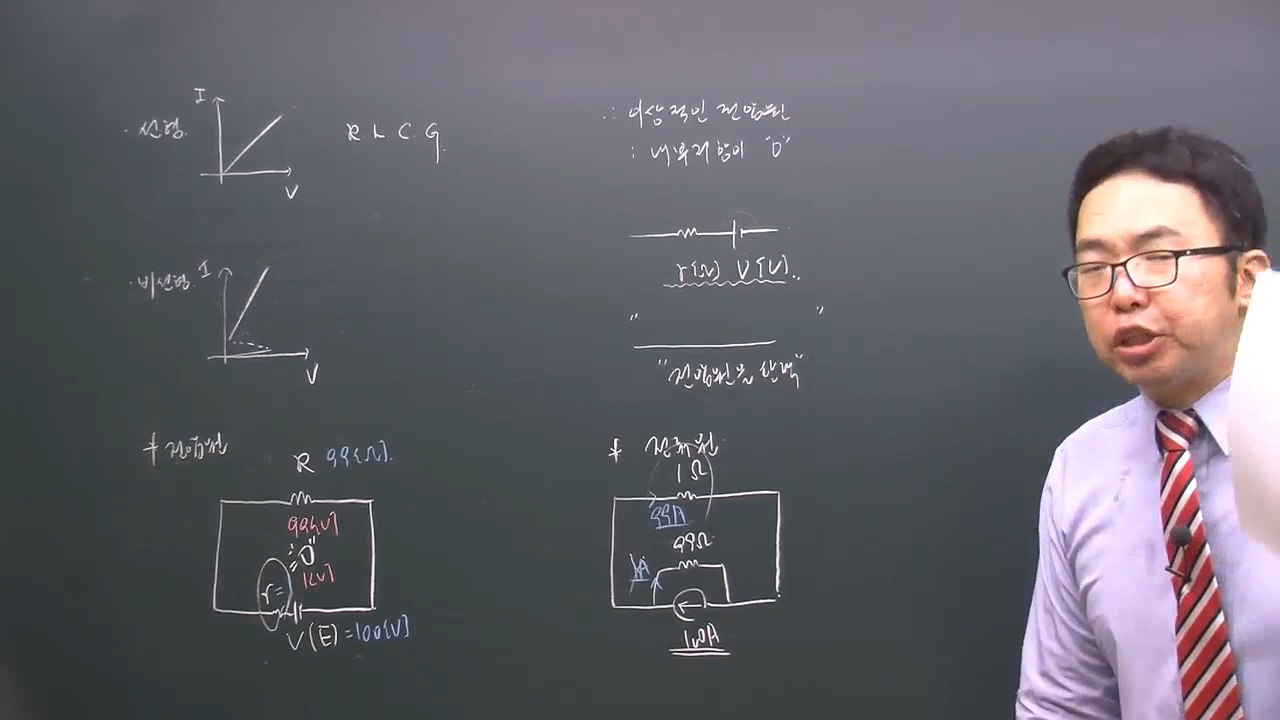 · 선형.
I
V
R L C G.
· 비선형.
I
V
* 전압원
R 99[Ω].
99[V]
"0"
1[V]
r=
V(E) =100[V]
∴ 이상적인 전압원
: 내부저항이 "0"
r[Ω] V[V].
" "
"전압원을 단락"
* 전류원
1Ω
99A
99Ω
1A
100A